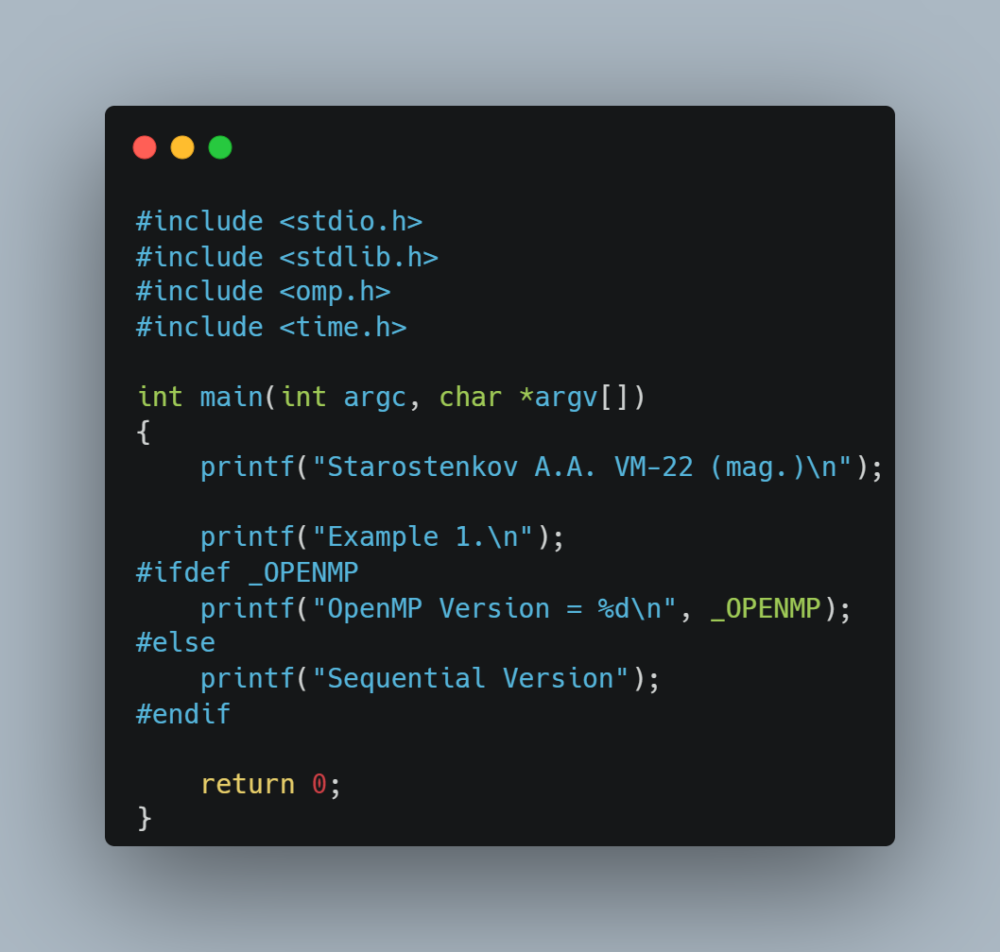 #include <stdio.h>
#include <stdlib.h>
#include <omp.h>
#include <time.h>

int main(int argc, char *argv[])
{
    printf("Starostenkov A.A. VM-22 (mag.)\n");

    printf("Example 1.\n");
#ifdef _OPENMP
    printf("OpenMP Version = %d\n", _OPENMP);
#else
    printf("Sequential Version");
#endif

    return 0;
}